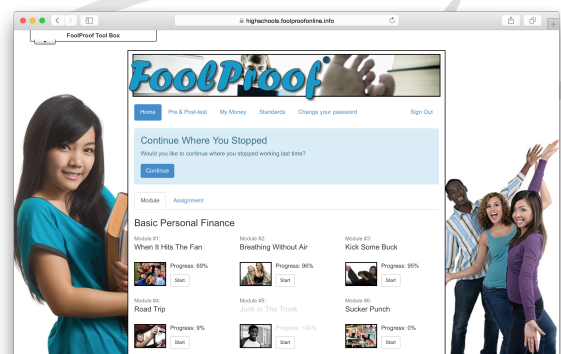 highschools.foolproofonline.info
FoolProof Tool Box
FoolProof
Home Pre & Post-test My Money Standards Change your password Sign Out
Continue Where You Stopped
Would you like to continue where you stopped working last time?
Continue
Module Assignment
Basic Personal Finance
Module #1: Module #2: Module #3:
When It Hits The Fan Breathing Without Air Kick Some Buck
Progress: 69% Progress: 96% Progress: 95%
Start Start Start
Module #4: Module #5: Module #6:
Road Trip Junk In The Trunk Sucker Punch
Progress: 9% Progress: 100% Progress: 0%
Start Start Start